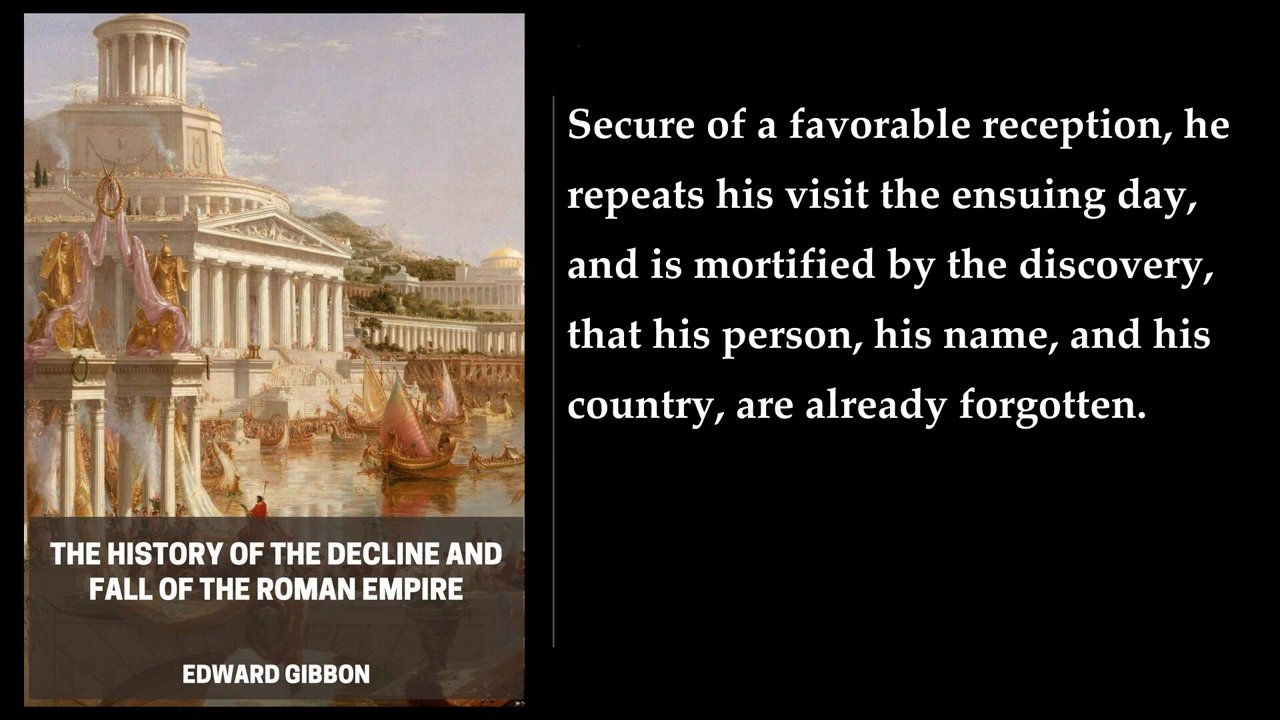 Secure of a favorable reception, he
repeats his visit the ensuing day,
and is mortified by the discovery,
that his person, his name, and his
country, are already forgotten.
THE HISTORY OF THE DECLINE AND
FALL OF THE ROMAN EMPIRE
EDWARD GIBBON